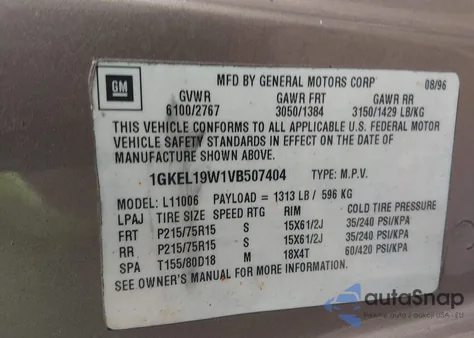 GM
MFD BY GENERAL MOTORS CORP 08/96
GVWR GAWR FRT GAWR RR
6100/2767 3050/1384 3150/1429 LB/KG
THIS VEHICLE CONFORMS TO ALL APPLICABLE U.S. FEDERAL MOTOR
VEHICLE SAFETY STANDARDS IN EFFECT ON THE DATE OF
MANUFACTURE SHOWN ABOVE.
1GKEL19W1VB507404 TYPE: M.P.V.
MODEL: L11006 PAYLOAD = 1313 LB / 596 KG
LPAJ TIRE SIZE SPEED RTG RIM COLD TIRE PRESSURE
FRT P215/75R15 S 15X61/2J 35/240 PSI/KPA
RR P215/75R15 S 15X61/2J 35/240 PSI/KPA
SPA T155/80D18 M 18X4T 60/420 PSI/KPA
SEE OWNER'S MANUAL FOR MORE INFORMATION.
autoSnap